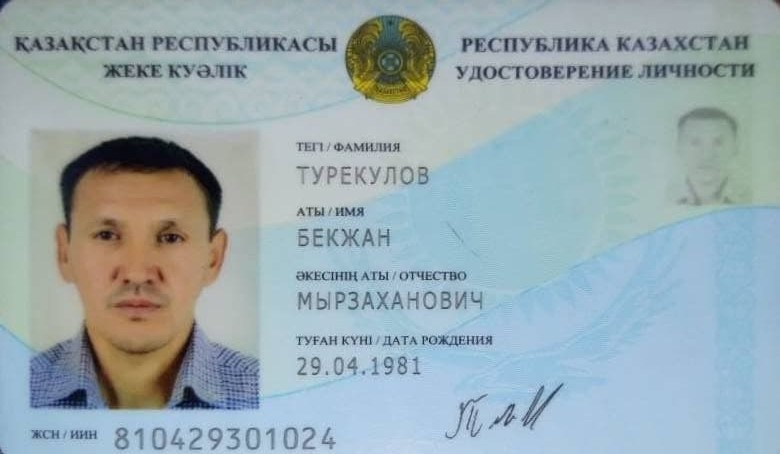 ҚАЗАҚСТАН РЕСПУБЛИКАСЫ
ЖЕКЕ КУӘЛІК
РЕСПУБЛИКА КАЗАХСТАН
УДОСТОВЕРЕНИЕ ЛИЧНОСТИ
ТЕГІ / ФАМИЛИЯ
ТУРЕКУЛОВ
АТЫ / ИМЯ
БЕКЖАН
ӘКЕСІНІҢ АТЫ / ОТЧЕСТВО
МЫРЗАХАНОВИЧ
ТУҒАН КҮНІ / ДАТА РОЖДЕНИЯ
29.04.1981
ЖСН / ИИН 810429301024